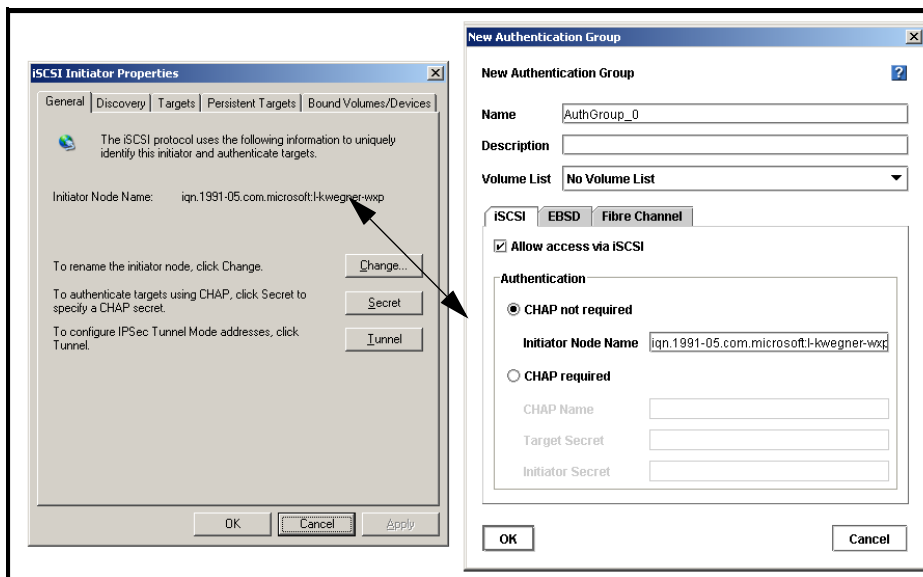 iSCSI Initiator Properties
General
Discovery
Targets
Persistent Targets
Bound Volumes/Devices
The iSCSI protocol uses the following information to uniquely
identify this initiator and authenticate targets.
Initiator Node Name: iqn.1991-05.com.microsoft:l-kwegner-wxp
To rename the initiator node, click Change.
Change...
To authenticate targets using CHAP, click Secret to
specify a CHAP secret.
Secret
To configure IPSec Tunnel Mode addresses, click
Tunnel.
Tunnel
OK
Cancel
Apply
New Authentication Group
New Authentication Group
?
Name AuthGroup_0
Description
Volume List No Volume List
iSCSI
EBSD
Fibre Channel
Allow access via iSCSI
Authentication
CHAP not required
Initiator Node Name iqn.1991-05.com.microsoft:l-kwegner-wxp
CHAP required
CHAP Name
Target Secret
Initiator Secret
OK
Cancel